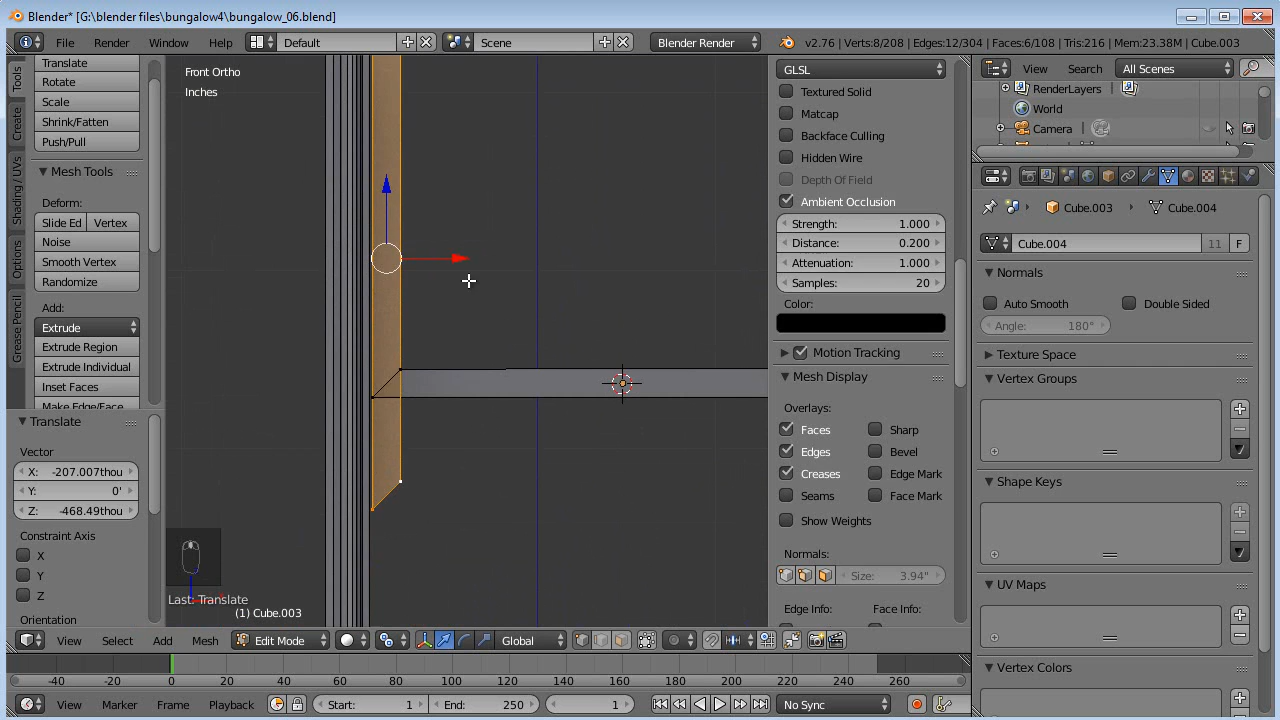 Blender* [G:\blender files\bungalow4\bungalow_06.blend]
File Render Window Help Default Scene Blender Render v2.76 | Verts:8/208 | Edges:12/304 | Faces:6/108 | Tris:216 | Mem:23.38M | Cube.003
Tools
Create
Shading / UVs
Options
Grease Pencil
Translate
Rotate
Scale
Shrink/Fatten
Push/Pull
Mesh Tools
Deform:
Slide Ed Vertex
Noise
Smooth Vertex
Randomize
Add:
Extrude
Extrude Region
Extrude Individual
Inset Faces
Make Edge/Face
Translate
Vector
X: -207.007thou
Y: 0'
Z: -468.49thou
Constraint Axis
X
Y
Z
Orientation
Front Ortho
Inches
Last: Translate
(1) Cube.003
GLSL
Textured Solid
Matcap
Backface Culling
Hidden Wire
Depth Of Field
Ambient Occlusion
Strength: 1.000
Distance: 0.200
Attenuation: 1.000
Samples: 20
Color:
Motion Tracking
Mesh Display
Overlays:
Faces Sharp
Edges Bevel
Creases Edge Mark
Seams Face Mark
Show Weights
Normals:
Size: 3.94"
Edge Info: Face Info:
View Search All Scenes
RenderLayers
World
Camera
Cube.003 Cube.004
Cube.004 11 F
Normals
Auto Smooth Double Sided
Angle: 180°
Texture Space
Vertex Groups
Shape Keys
UV Maps
Vertex Colors
View Select Add Mesh Edit Mode Global
-40 -20 0 20 40 60 80 100 120 140 160 180 200 220 240 260
View Marker Frame Playback Start: 1 End: 250 1 No Sync